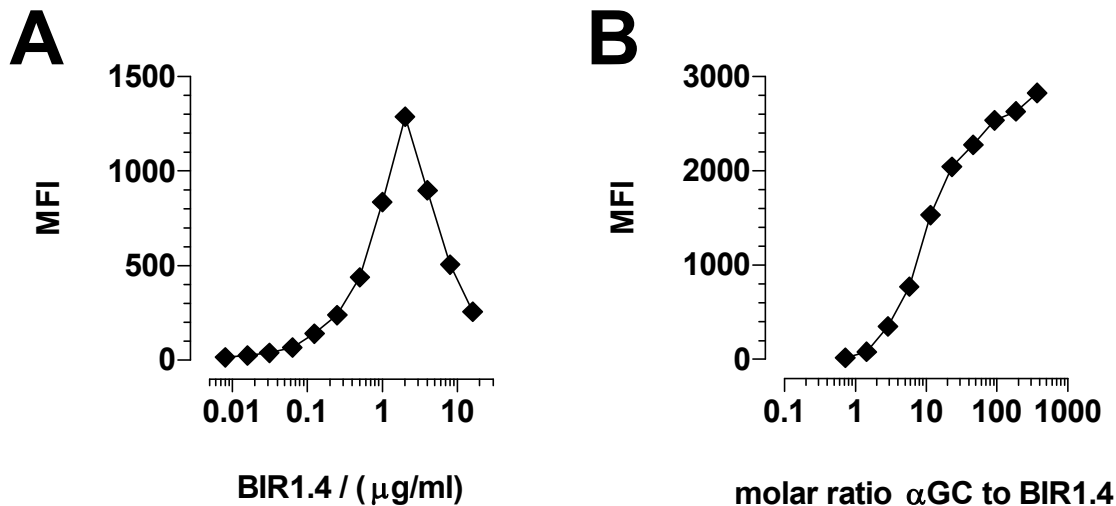 A
B
1500
1000
500
0
MFI
0.01 0.1 1 10
BIR1.4 / ( μg/ml)
3000
2000
1000
0
MFI
0.1 1 10 100 1000
molar ratio αGC to BIR1.4